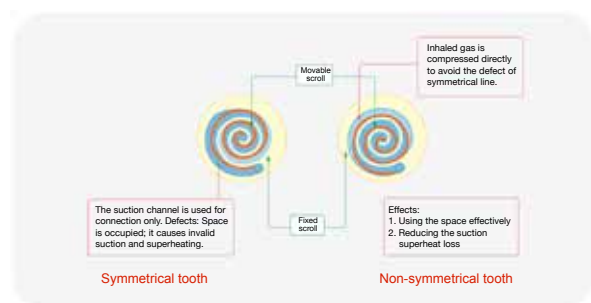 Inhaled gas is
compressed directly
to avoid the defect of
symmetrical line.
Movable
scroll
The suction channel is used for
connection only. Defects: Space
is occupied; it causes invalid
suction and superheating.
Fixed
scroll
Effects:
1. Using the space effectively
2. Reducing the suction
superheat loss
Symmetrical tooth
Non-symmetrical tooth